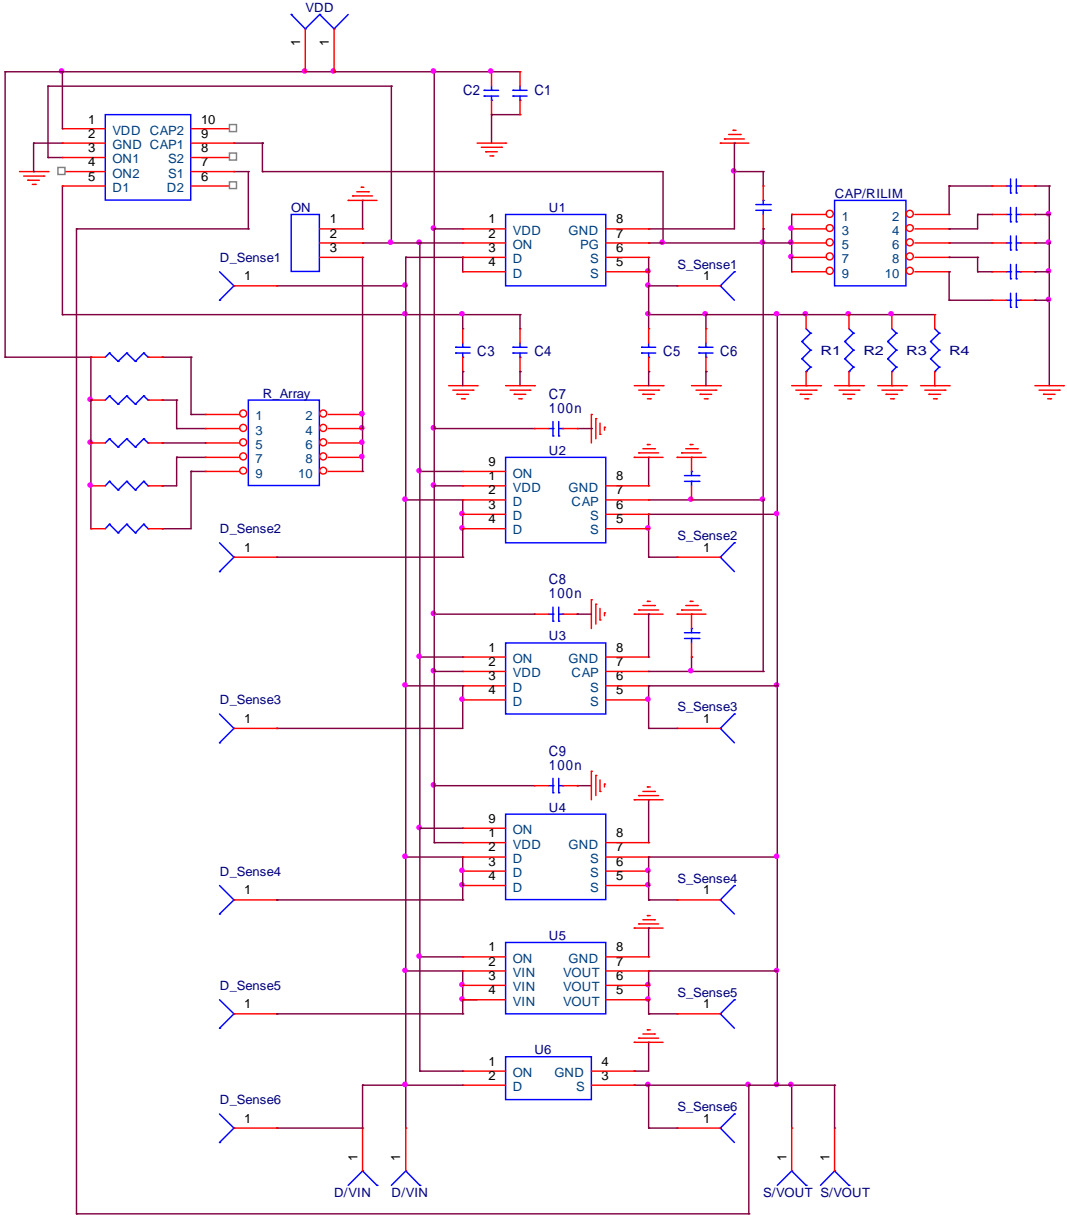 VDD
1 1
C2 C1
1 VDD CAP2 10
2 GND CAP1 9
3 ON1 S2 8
4 ON2 S1 7
5 D1 D2 6
ON
1
2
3
U1
1 VDD GND 8
2 ON PG 7
3 D S 6
4 D S 5
CAP/RILIM
1 2
3 4
5 6
7 8
9 10
D_Sense1
1
S_Sense1
1
C3 C4 C5 C6
R1 R2 R3 R4
R_Array
1 2
3 4
5 6
7 8
9 10
C7
100n
U2
9 ON
1 VDD GND 8
2 D CAP 7
3 D S 6
4 D S 5
D_Sense2
1
S_Sense2
1
C8
100n
U3
1 ON GND 8
2 VDD CAP 7
3 D S 6
4 D S 5
D_Sense3
1
S_Sense3
1
C9
100n
U4
9 ON
1 VDD GND 8
2 D S 7
3 D S 6
4 D S 5
D_Sense4
1
S_Sense4
1
U5
1 ON GND 8
2 VIN VOUT 7
3 VIN VOUT 6
4 VIN VOUT 5
D_Sense5
1
S_Sense5
1
U6
1 ON GND 4
2 D S 3
D_Sense6
1
S_Sense6
1
1 1 1 1
D/VIN D/VIN S/VOUT S/VOUT